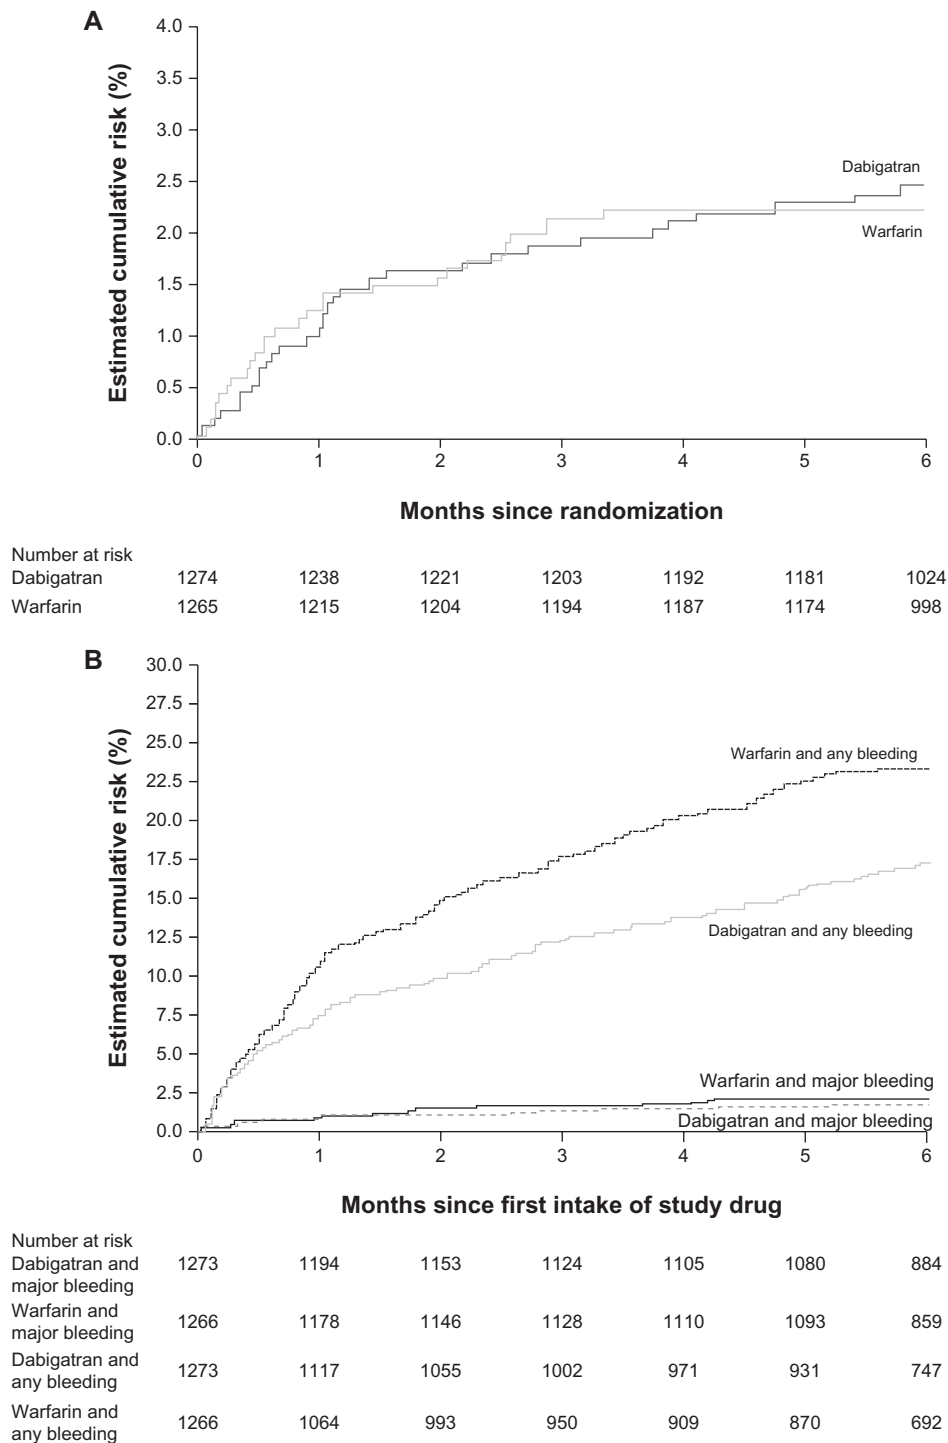 A
Estimated cumulative risk (%)
4.0
3.5
3.0
2.5
2.0
1.5
1.0
0.5
0.0
Dabigatran
Warfarin
0 1 2 3 4 5 6
Months since randomization
Number at risk
Dabigatran 1274 1238 1221 1203 1192 1181 1024
Warfarin 1265 1215 1204 1194 1187 1174 998
B
Estimated cumulative risk (%)
30.0
27.5
25.0
22.5
20.0
17.5
15.0
12.5
10.0
7.5
5.0
2.5
0.0
Warfarin and any bleeding
Dabigatran and any bleeding
Warfarin and major bleeding
Dabigatran and major bleeding
0 1 2 3 4 5 6
Months since first intake of study drug
Number at risk
Dabigatran and
major bleeding
1273 1194 1153 1124 1105 1080 884
Warfarin and
major bleeding
1266 1178 1146 1128 1110 1093 859
Dabigatran and
any bleeding
1273 1117 1055 1002 971 931 747
Warfarin and
any bleeding
1266 1064 993 950 909 870 692